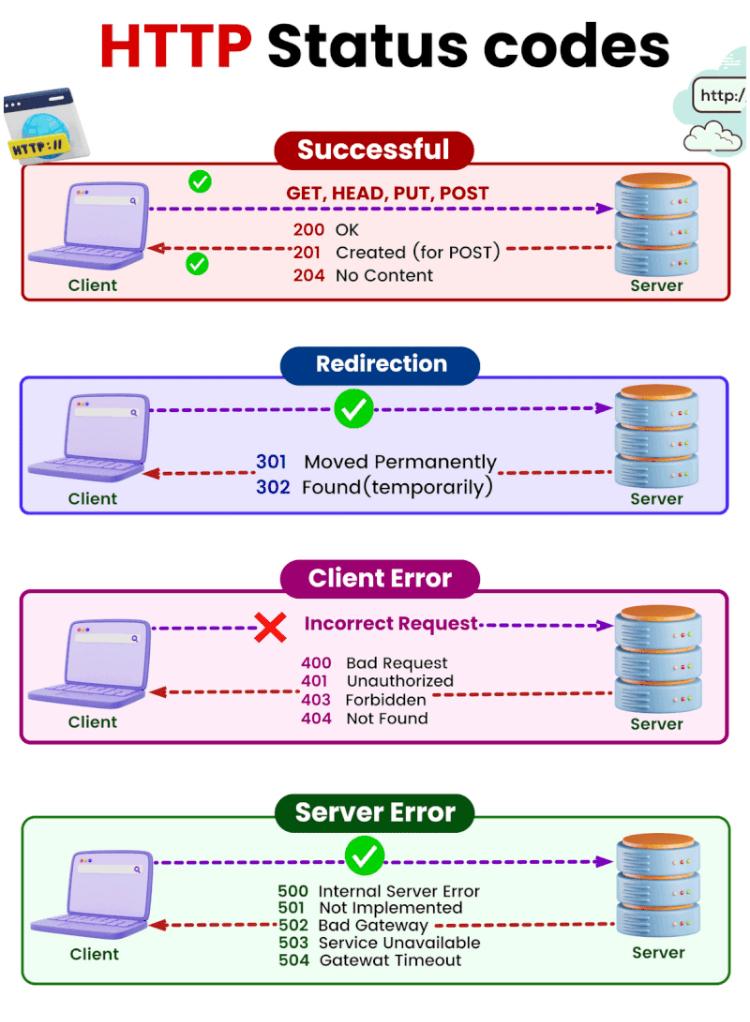 HTTP Status codes
HTTP://
http:/
Successful
GET, HEAD, PUT, POST
200 OK
201 Created (for POST)
204 No Content
Client
Server
Redirection
301 Moved Permanently
302 Found(temporarily)
Client
Server
Client Error
Incorrect Request
400 Bad Request
401 Unauthorized
403 Forbidden
404 Not Found
Client
Server
Server Error
500 Internal Server Error
501 Not Implemented
502 Bad Gateway
503 Service Unavailable
504 Gatewat Timeout
Client
Server